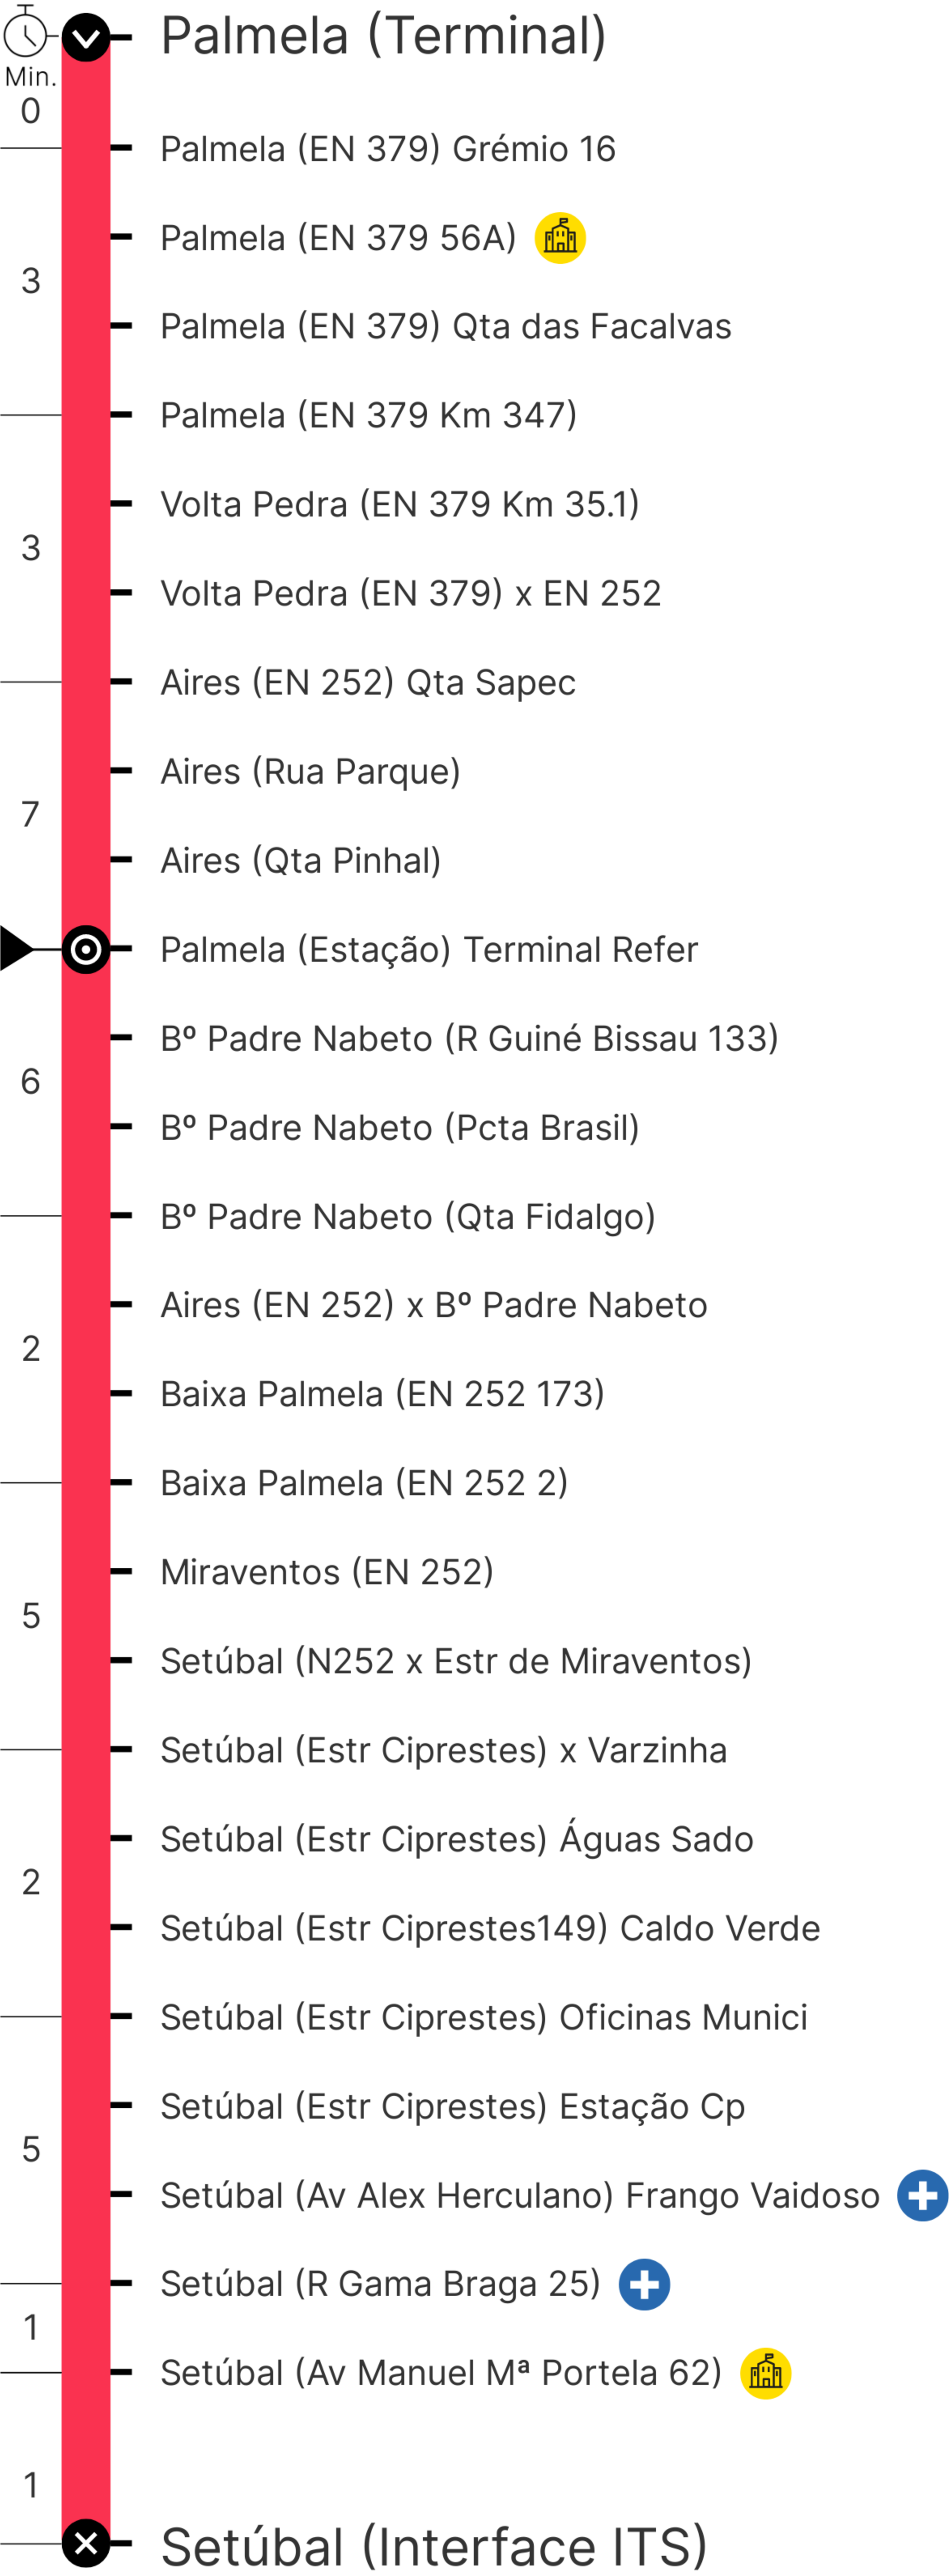 Palmela (Terminal)
Min.
0
Palmela (EN 379) Grémio 16
Palmela (EN 379 56A)
3
Palmela (EN 379) Qta das Facalvas
Palmela (EN 379 Km 347)
Volta Pedra (EN 379 Km 35.1)
3
Volta Pedra (EN 379) x EN 252
Aires (EN 252) Qta Sapec
Aires (Rua Parque)
7
Aires (Qta Pinhal)
Palmela (Estação) Terminal Refer
Bº Padre Nabeto (R Guiné Bissau 133)
6
Bº Padre Nabeto (Pcta Brasil)
Bº Padre Nabeto (Qta Fidalgo)
Aires (EN 252) x Bº Padre Nabeto
2
Baixa Palmela (EN 252 173)
Baixa Palmela (EN 252 2)
Miraventos (EN 252)
5
Setúbal (N252 x Estr de Miraventos)
Setúbal (Estr Ciprestes) x Varzinha
Setúbal (Estr Ciprestes) Águas Sado
2
Setúbal (Estr Ciprestes149) Caldo Verde
Setúbal (Estr Ciprestes) Oficinas Munici
Setúbal (Estr Ciprestes) Estação Cp
5
Setúbal (Av Alex Herculano) Frango Vaidoso
Setúbal (R Gama Braga 25)
1
Setúbal (Av Manuel Mª Portela 62)
1
Setúbal (Interface ITS)